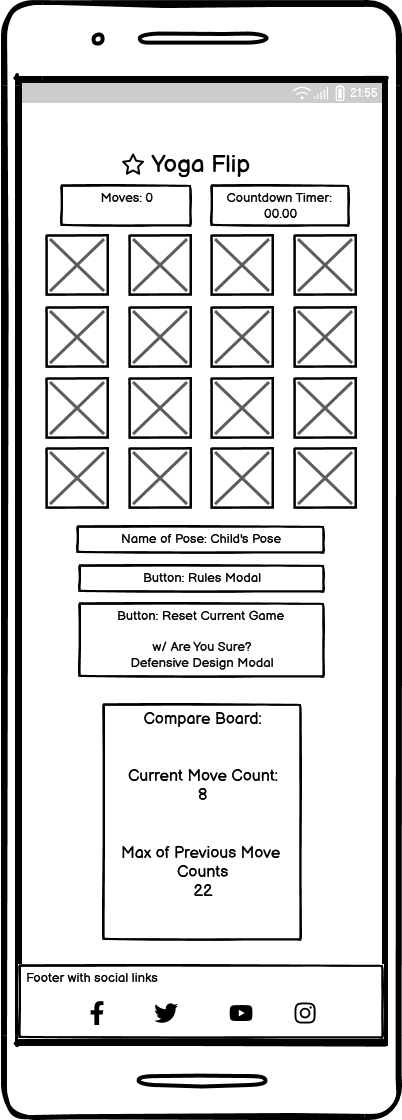 21:55
Yoga Flip
Moves: 0
Countdown Timer:
00.00
Name of Pose: Child's Pose
Button: Rules Modal
Button: Reset Current Game
w/ Are You Sure?
Defensive Design Modal
Compare Board:
Current Move Count:
8
Max of Previous Move
Counts
22
Footer with social links